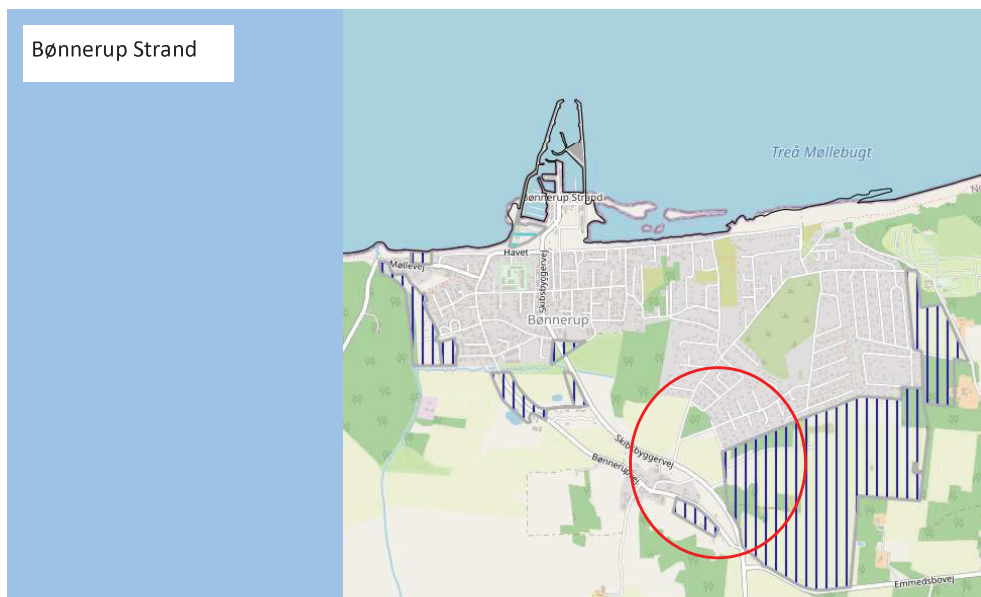 Bønnerup Strand
Treå Møllebugt
Bønnerup Strand
Havet
Møllevej
Skibsbyggervej
Bønnerup
Skibsbyggervej
Bønnerupvej
Emmedsbovej